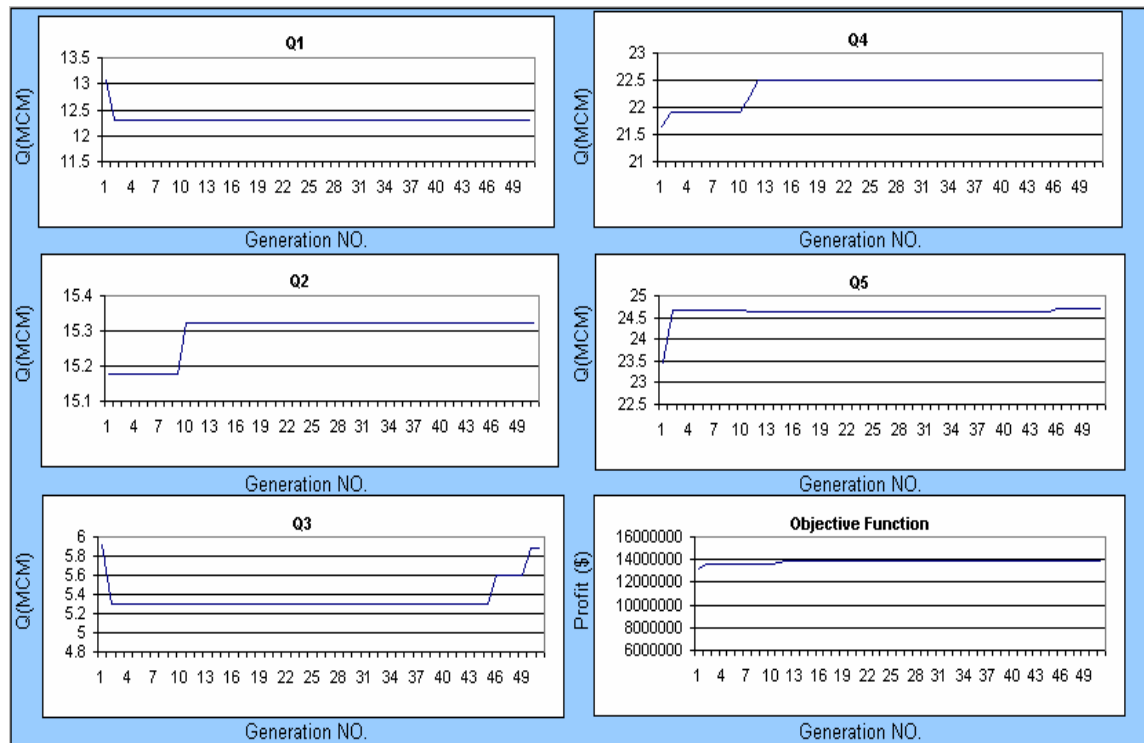 Q1
Q(MCM)
13.5
13
12.5
12
11.5
1 4 7 10 13 16 19 22 25 28 31 34 37 40 43 46 49
Generation NO.
Q4
Q(MCM)
23
22.5
22
21.5
21
1 4 7 10 13 16 19 22 25 28 31 34 37 40 43 46 49
Generation NO.
Q2
Q(MCM)
15.4
15.3
15.2
15.1
1 4 7 10 13 16 19 22 25 28 31 34 37 40 43 46 49
Generation NO.
Q5
Q(MCM)
25
24.5
24
23.5
23
22.5
1 4 7 10 13 16 19 22 25 28 31 34 37 40 43 46 49
Generation NO.
Q3
Q(MCM)
6
5.8
5.6
5.4
5.2
5
4.8
1 4 7 10 13 16 19 22 25 28 31 34 37 40 43 46 49
Generation NO.
Objective Function
Profit ($)
16000000
14000000
12000000
10000000
8000000
6000000
1 4 7 10 13 16 19 22 25 28 31 34 37 40 43 46 49
Generation NO.